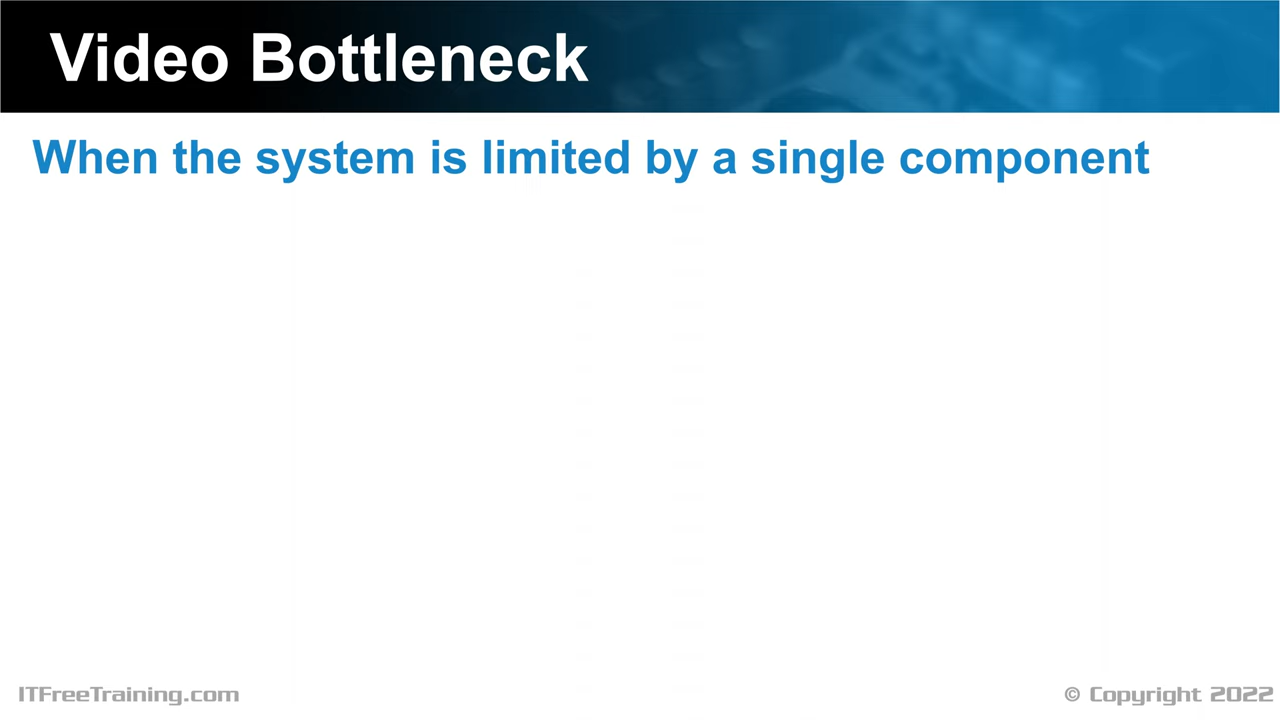 Video Bottleneck
When the system is limited by a single component
ITFreeTraining.com
© Copyright 2022